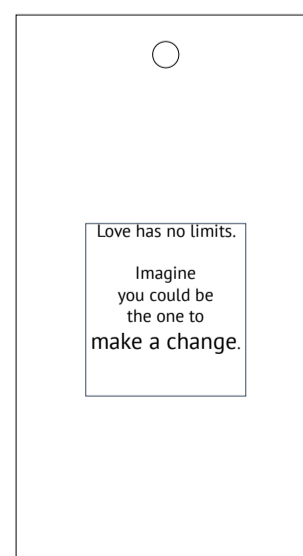 Love has no limits.
Imagine
you could be
the one to
make a change.